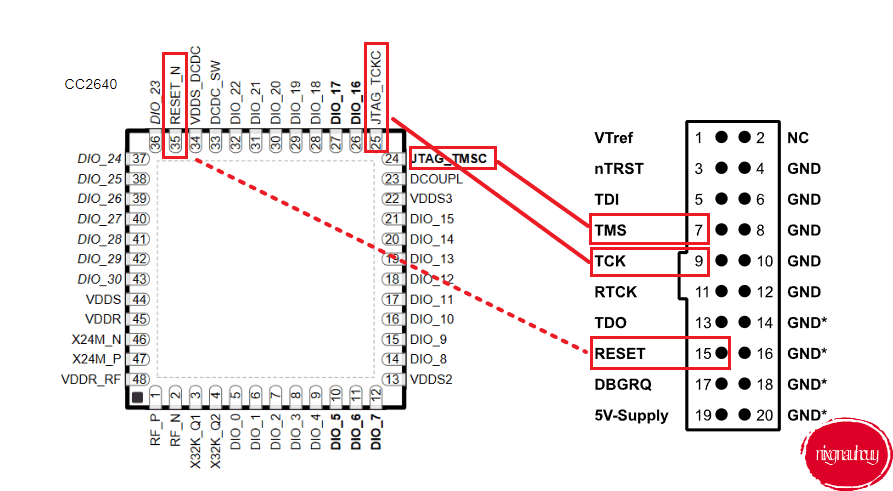 CC2640
DIO_23
RESET_N
VDDS_DCDC
DCDC_SW
DIO_22
DIO_21
DIO_20
DIO_19
DIO_18
DIO_17
DIO_16
JTAG_TCKC
36
35
34
33
32
31
30
29
28
27
26
25
DIO_24 37
DIO_25 38
DIO_26 39
DIO_27 40
DIO_28 41
DIO_29 42
DIO_30 43
VDDS 44
VDDR 45
X24M_N 46
X24M_P 47
VDDR_RF 48
24 JTAG_TMSC
23 DCOUPL
22 VDDS3
21 DIO_15
20 DIO_14
19 DIO_13
18 DIO_12
17 DIO_11
16 DIO_10
15 DIO_9
14 DIO_8
13 VDDS2
1
2
3
4
5
6
7
8
9
10
11
12
RF_P
RF_N
X32K_Q1
X32K_Q2
DIO_0
DIO_1
DIO_2
DIO_3
DIO_4
DIO_5
DIO_6
DIO_7
VTref 1 2 NC
nTRST 3 4 GND
TDI 5 6 GND
TMS 7 8 GND
TCK 9 10 GND
RTCK 11 12 GND
TDO 13 14 GND*
RESET 15 16 GND*
DBGRQ 17 18 GND*
5V-Supply 19 20 GND*